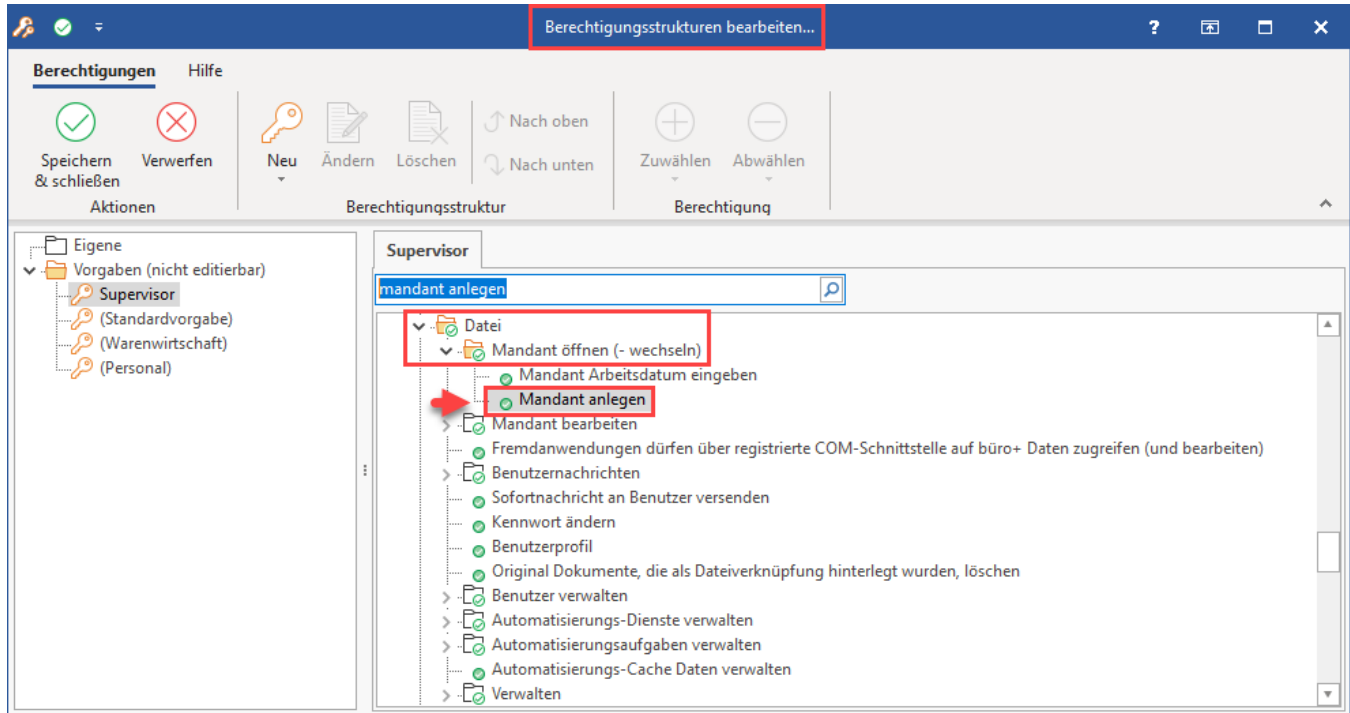 Berechtigungsstrukturen bearbeiten...
?
Berechtigungen Hilfe
Speichern & schließen
Verwerfen
Aktionen
Neu
Ändern
Löschen
Nach oben
Nach unten
Berechtigungsstruktur
Zuwählen
Abwählen
Berechtigung
Eigene
Vorgaben (nicht editierbar)
Supervisor
(Standardvorgabe)
(Warenwirtschaft)
(Personal)
Supervisor
mandant anlegen
Datei
Mandant öffnen (- wechseln)
Mandant Arbeitsdatum eingeben
Mandant anlegen
Mandant bearbeiten
Fremdanwendungen dürfen über registrierte COM-Schnittstelle auf büro+ Daten zugreifen (und bearbeiten)
Benutzernachrichten
Sofortnachricht an Benutzer versenden
Kennwort ändern
Benutzerprofil
Original Dokumente, die als Dateiverknüpfung hinterlegt wurden, löschen
Benutzer verwalten
Automatisierungs-Dienste verwalten
Automatisierungsaufgaben verwalten
Automatisierungs-Cache Daten verwalten
Verwalten